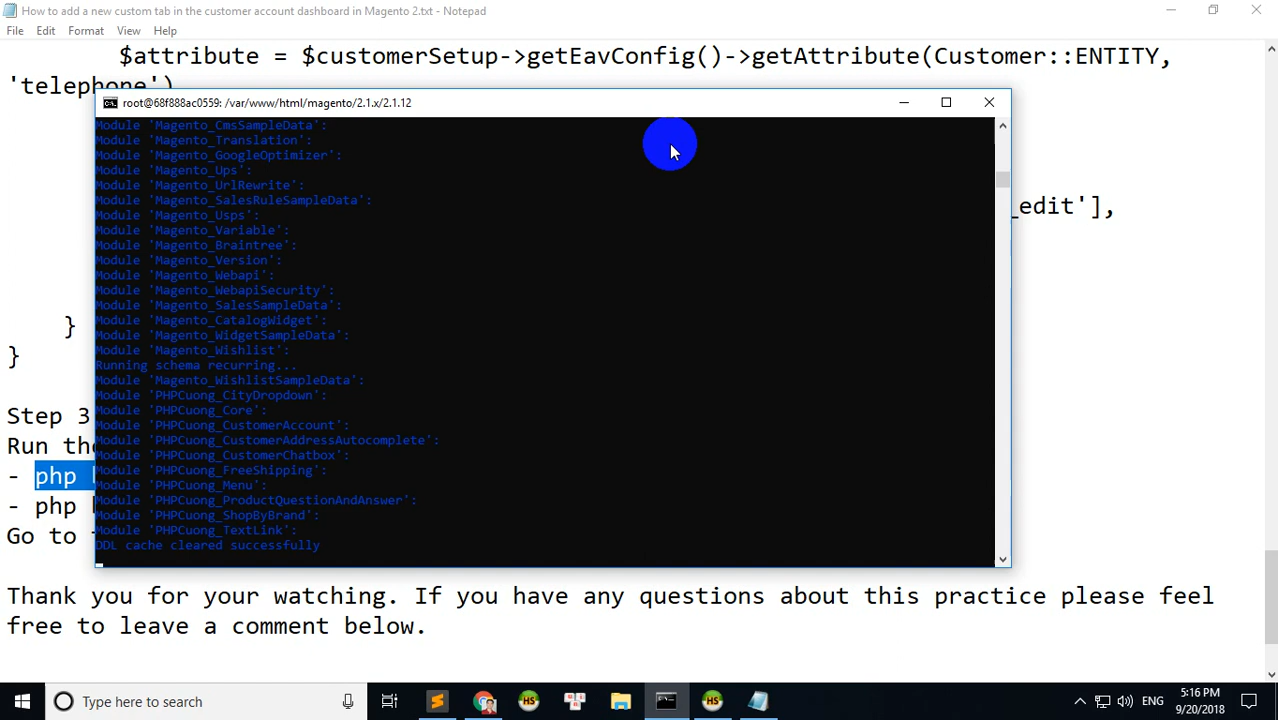 How to add a new custom tab in the customer account dashboard in Magento 2.txt - Notepad
File Edit Format View Help
$attribute = $customerSetup->getEavConfig()->getAttribute(Customer::ENTITY,
'telephone')
root@68f888ac0559: /var/www/html/magento/2.1.x/2.1.12
Module 'Magento_CmsSampleData':
Module 'Magento_Translation':
Module 'Magento_GoogleOptimizer':
Module 'Magento_Ups':
Module 'Magento_UrlRewrite':
Module 'Magento_SalesRuleSampleData':
_edit'],
Module 'Magento_Usps':
Module 'Magento_Variable':
Module 'Magento_Braintree':
Module 'Magento_Version':
Module 'Magento_Webapi':
Module 'Magento_WebapiSecurity':
Module 'Magento_SalesSampleData':
Module 'Magento_CatalogWidget':
}
Module 'Magento_WidgetSampleData':
Module 'Magento_Wishlist':
}
Running schema recurring...
Module 'Magento_WishlistSampleData':
Module 'PHPCuong_CityDropdown':
Module 'PHPCuong_Core':
Step 3
Module 'PHPCuong_CustomerAccount':
Module 'PHPCuong_CustomerAddressAutocomplete':
Run the
Module 'PHPCuong_CustomerChatbox':
Module 'PHPCuong_FreeShipping':
- php
Module 'PHPCuong_Menu':
Module 'PHPCuong_ProductQuestionAndAnswer':
- php
Module 'PHPCuong_ShopByBrand':
Module 'PHPCuong_TextLink':
Go to
DDL cache cleared successfully
Thank you for your watching. If you have any questions about this practice please feel
free to leave a comment below.
Type here to search
ENG
5:16 PM
9/20/2018